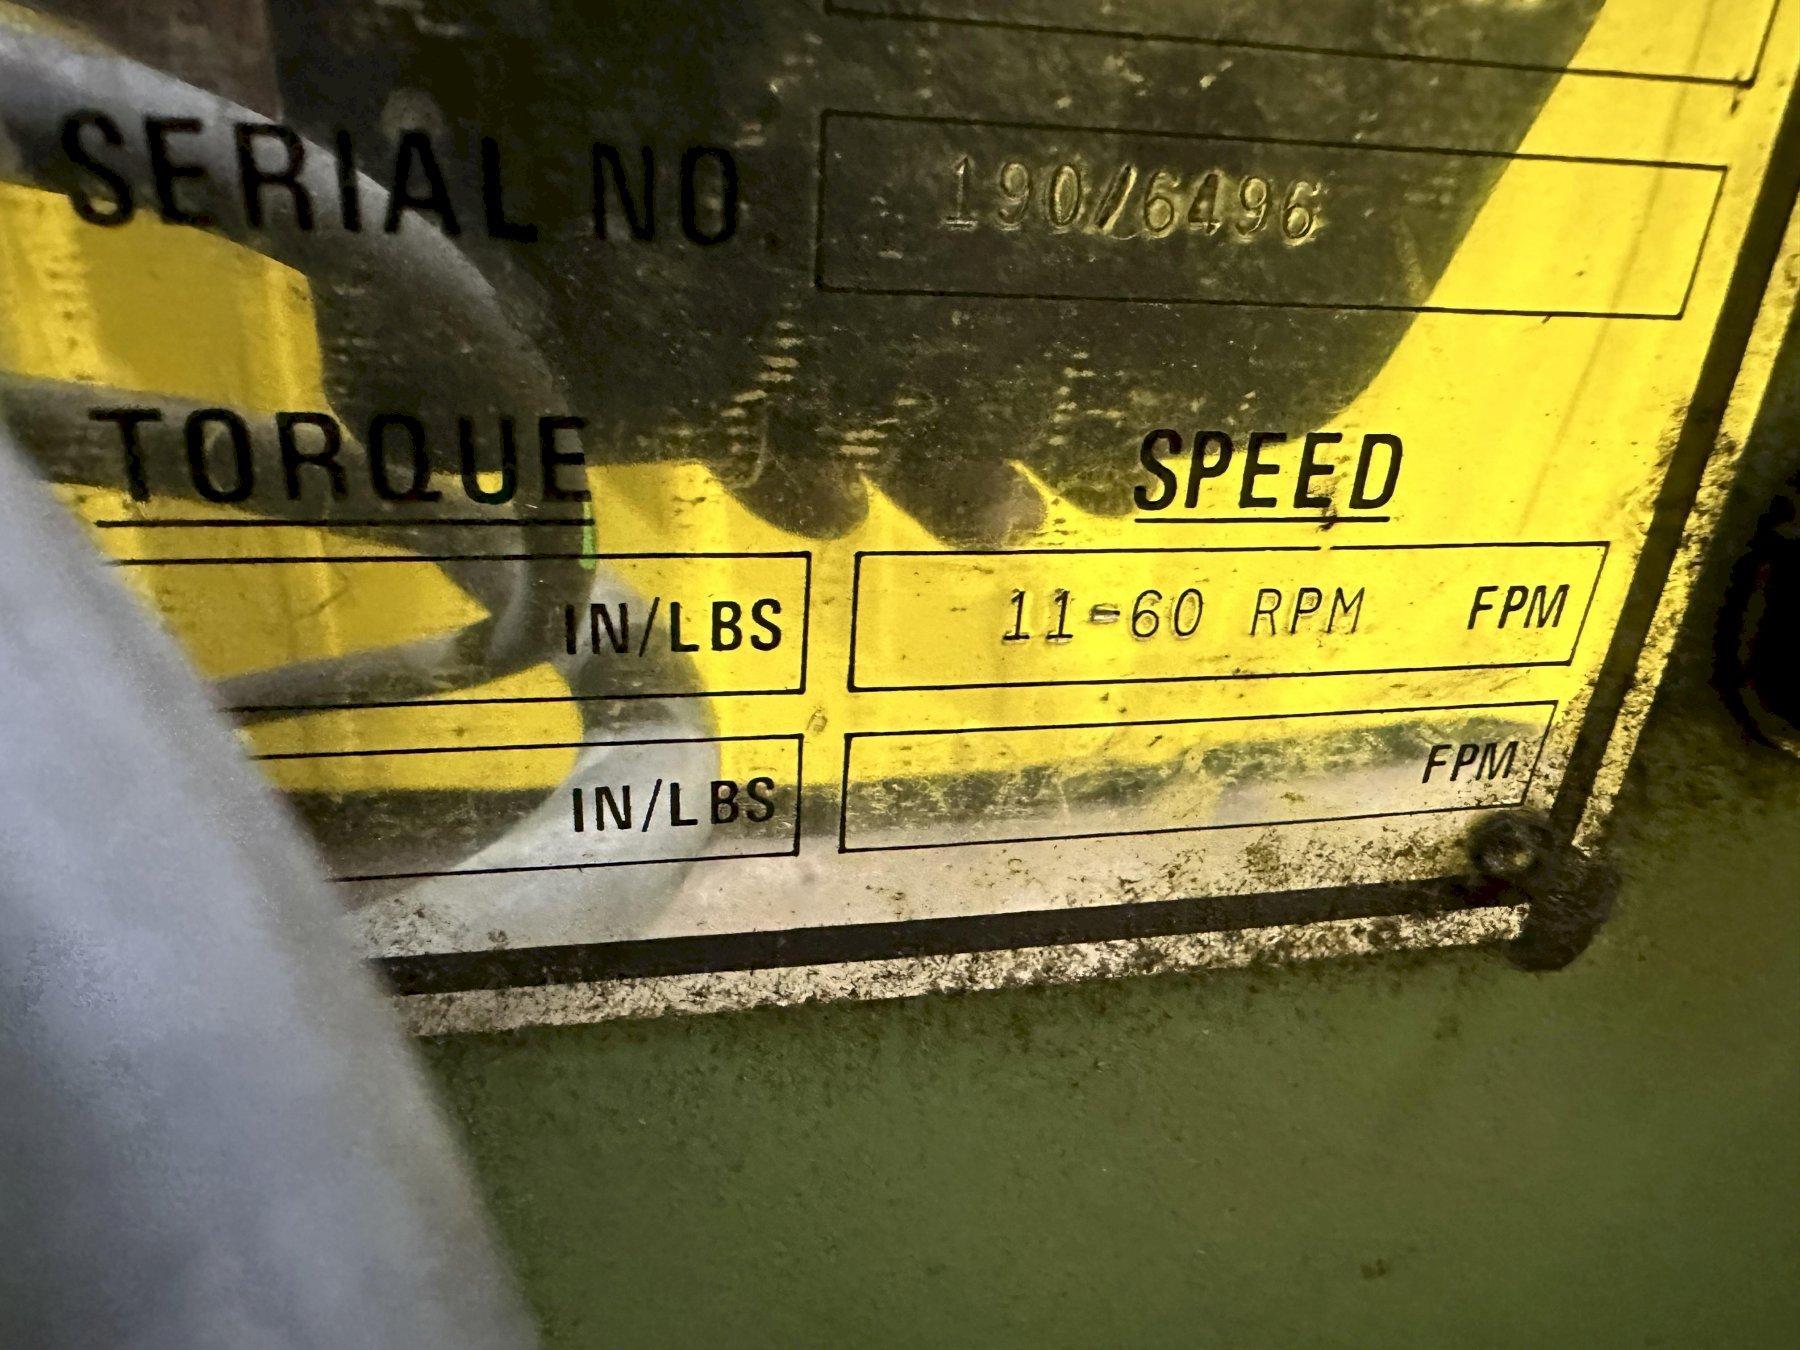 SERIAL NO 190/6496
TORQUE SPEED
IN/LBS 11-60 RPM FPM
IN/LBS FPM